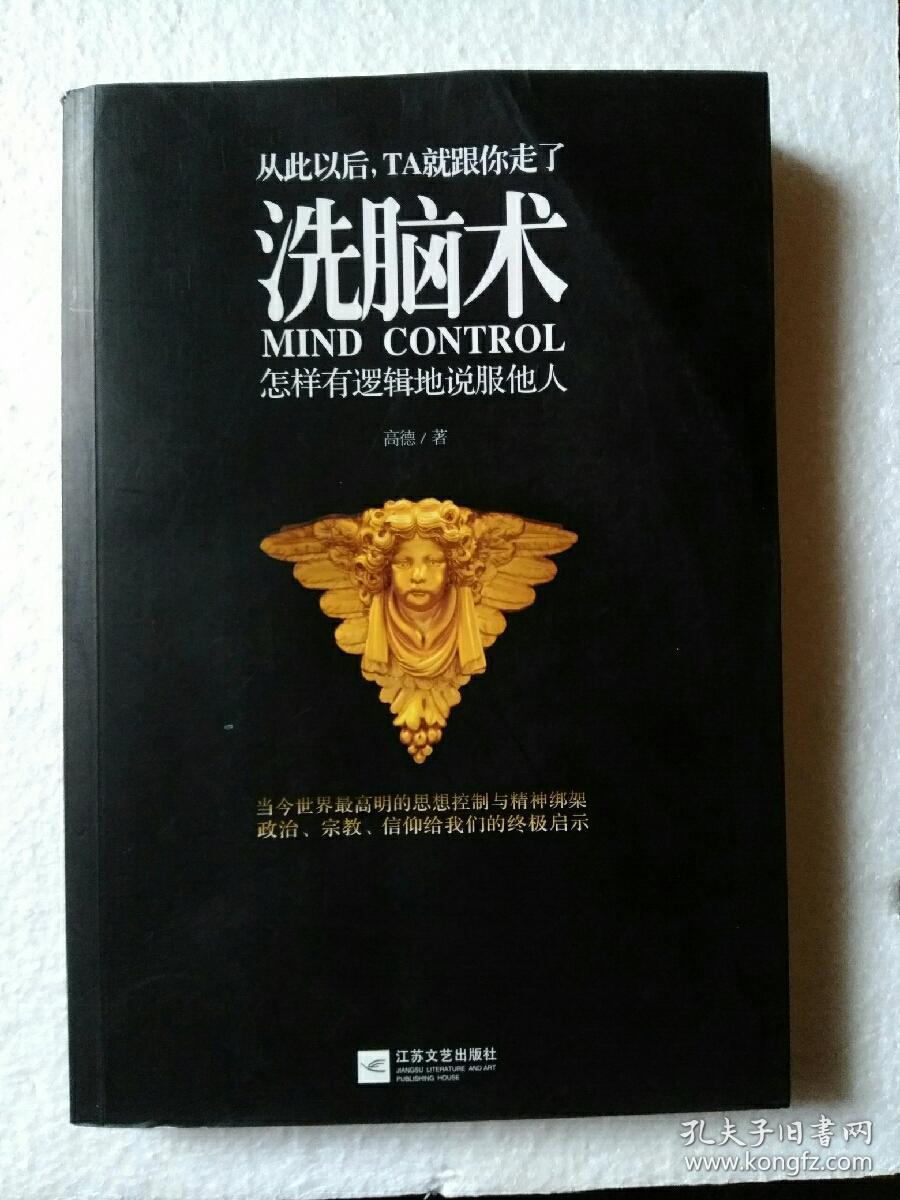 从此以后,TA就跟你走了
洗脑术
MIND CONTROL
怎样有逻辑地说服他人
高德/著
当今世界最高明的思想控制与精神绑架
政治、宗教、信仰给我们的终极启示
江苏文艺出版社
JIANGSU LITERATURE AND ART
PUBLISHING HOUSE
孔夫子旧书网
www.kongfz.com